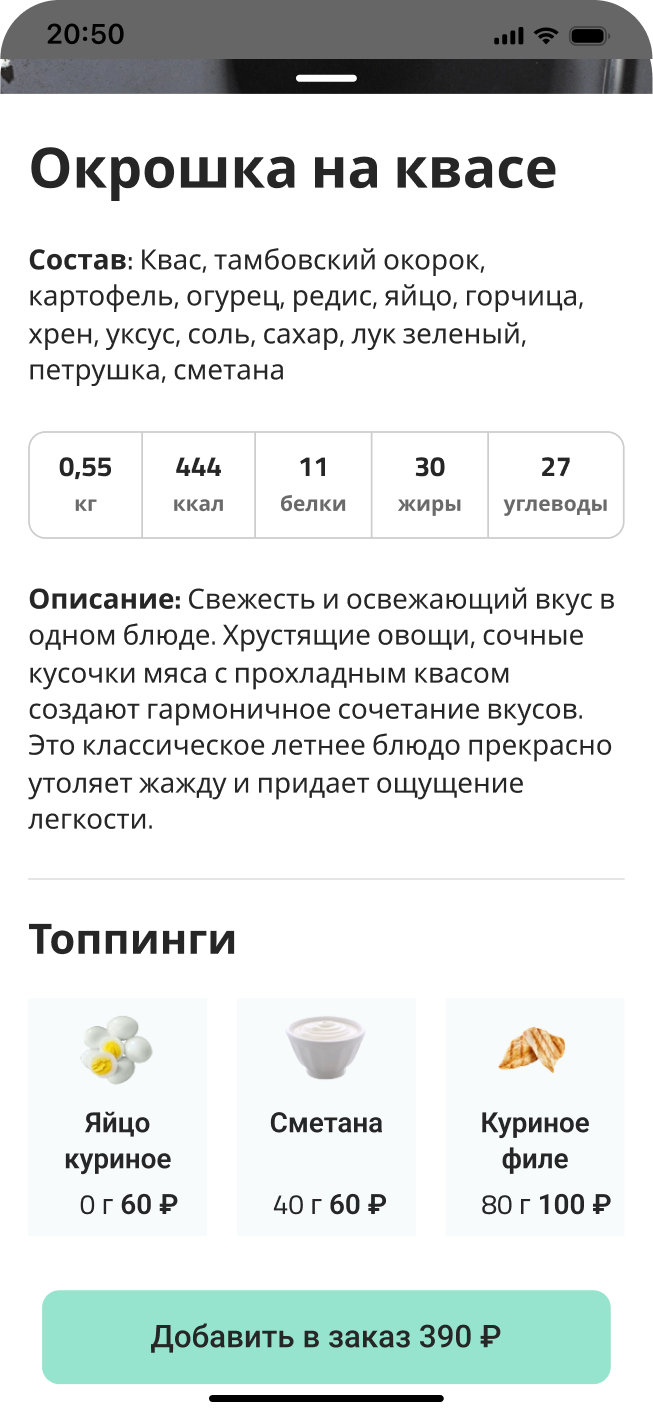 20:50
Окрошка на квасе
Состав: Квас, тамбовский окорок,
картофель, огурец, редис, яйцо, горчица,
хрен, уксус, соль, сахар, лук зеленый,
петрушка, сметана
0,55 444 11 30 27
кг ккал белки жиры углеводы
Описание: Свежесть и освежающий вкус в
одном блюде. Хрустящие овощи, сочные
кусочки мяса с прохладным квасом
создают гармоничное сочетание вкусов.
Это классическое летнее блюдо прекрасно
утоляет жажду и придает ощущение
легкости.
Топпинги
Яйцо
куриное
0 г 60 ₽
Сметана
40 г 60 ₽
Куриное
филе
80 г 100 ₽
Добавить в заказ 390 ₽